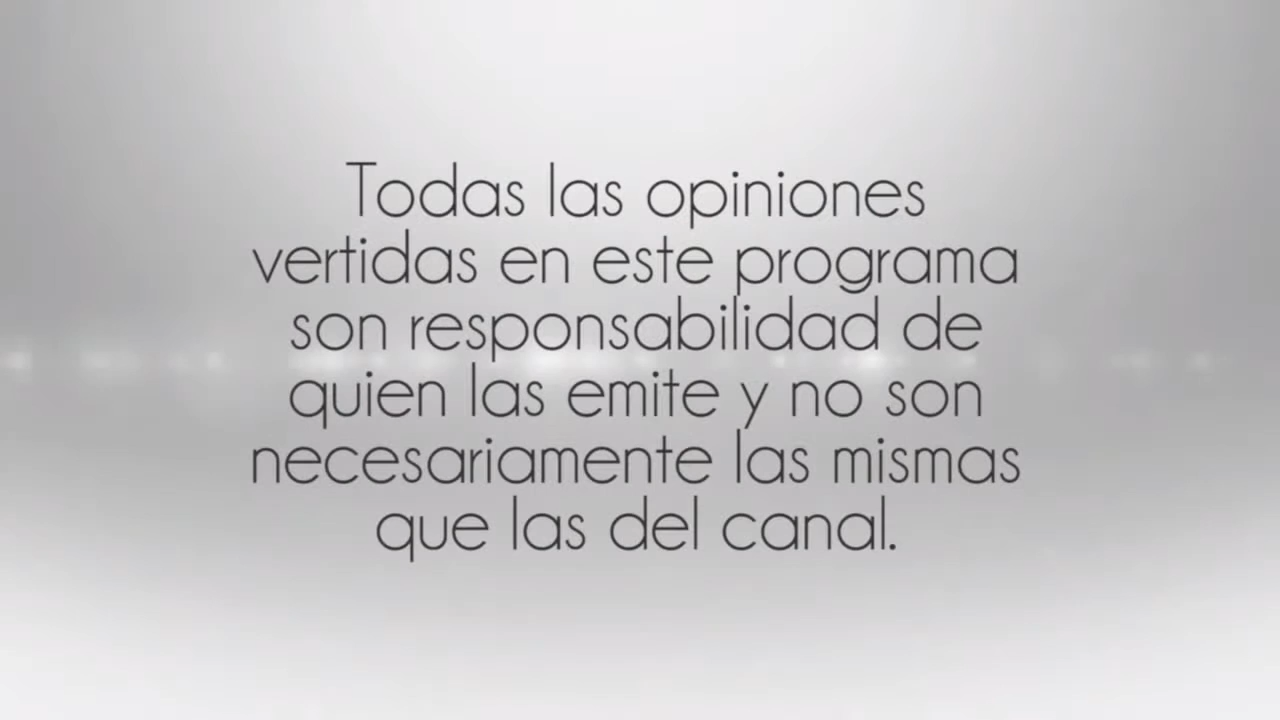 Todas las opiniones
vertidas en este programa
son responsabilidad de
quien las emite y no son
necesariamente las mismas
que las del canal.